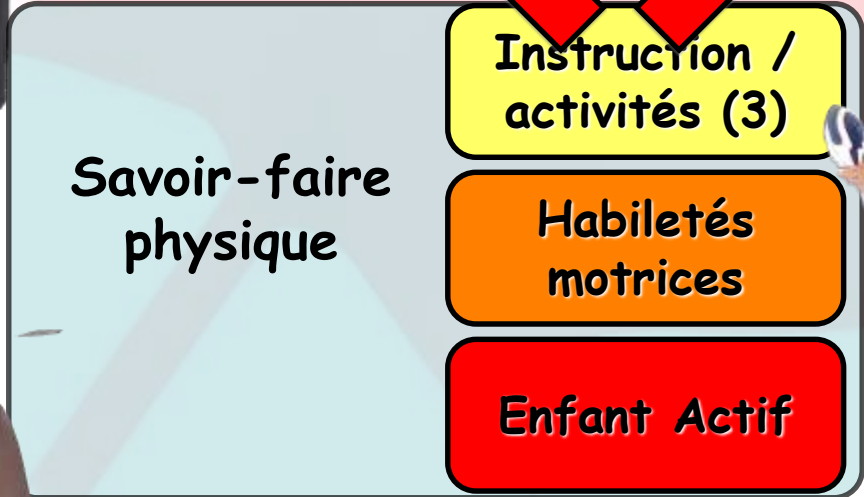 Savoir-faire
physique
Instruction /
activités (3)
Habiletés
motrices
Enfant Actif